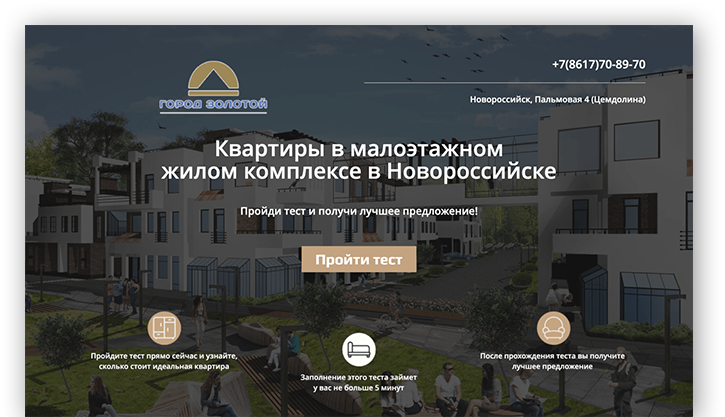 +7(8617)70-89-70
ГОРОД ЗОЛОТОЙ
Новороссийск, Пальмовая 4 (Цемдолина)
Квартиры в малоэтажном
жилом комплексе в Новороссийске
Пройди тест и получи лучшее предложение!
Пройти тест
Пройдите тест прямо сейчас и узнайте,
сколько стоит идеальная квартира
Заполнение этого теста займет
у вас не больше 5 минут
После прохождения теста вы получите
лучшее предложение